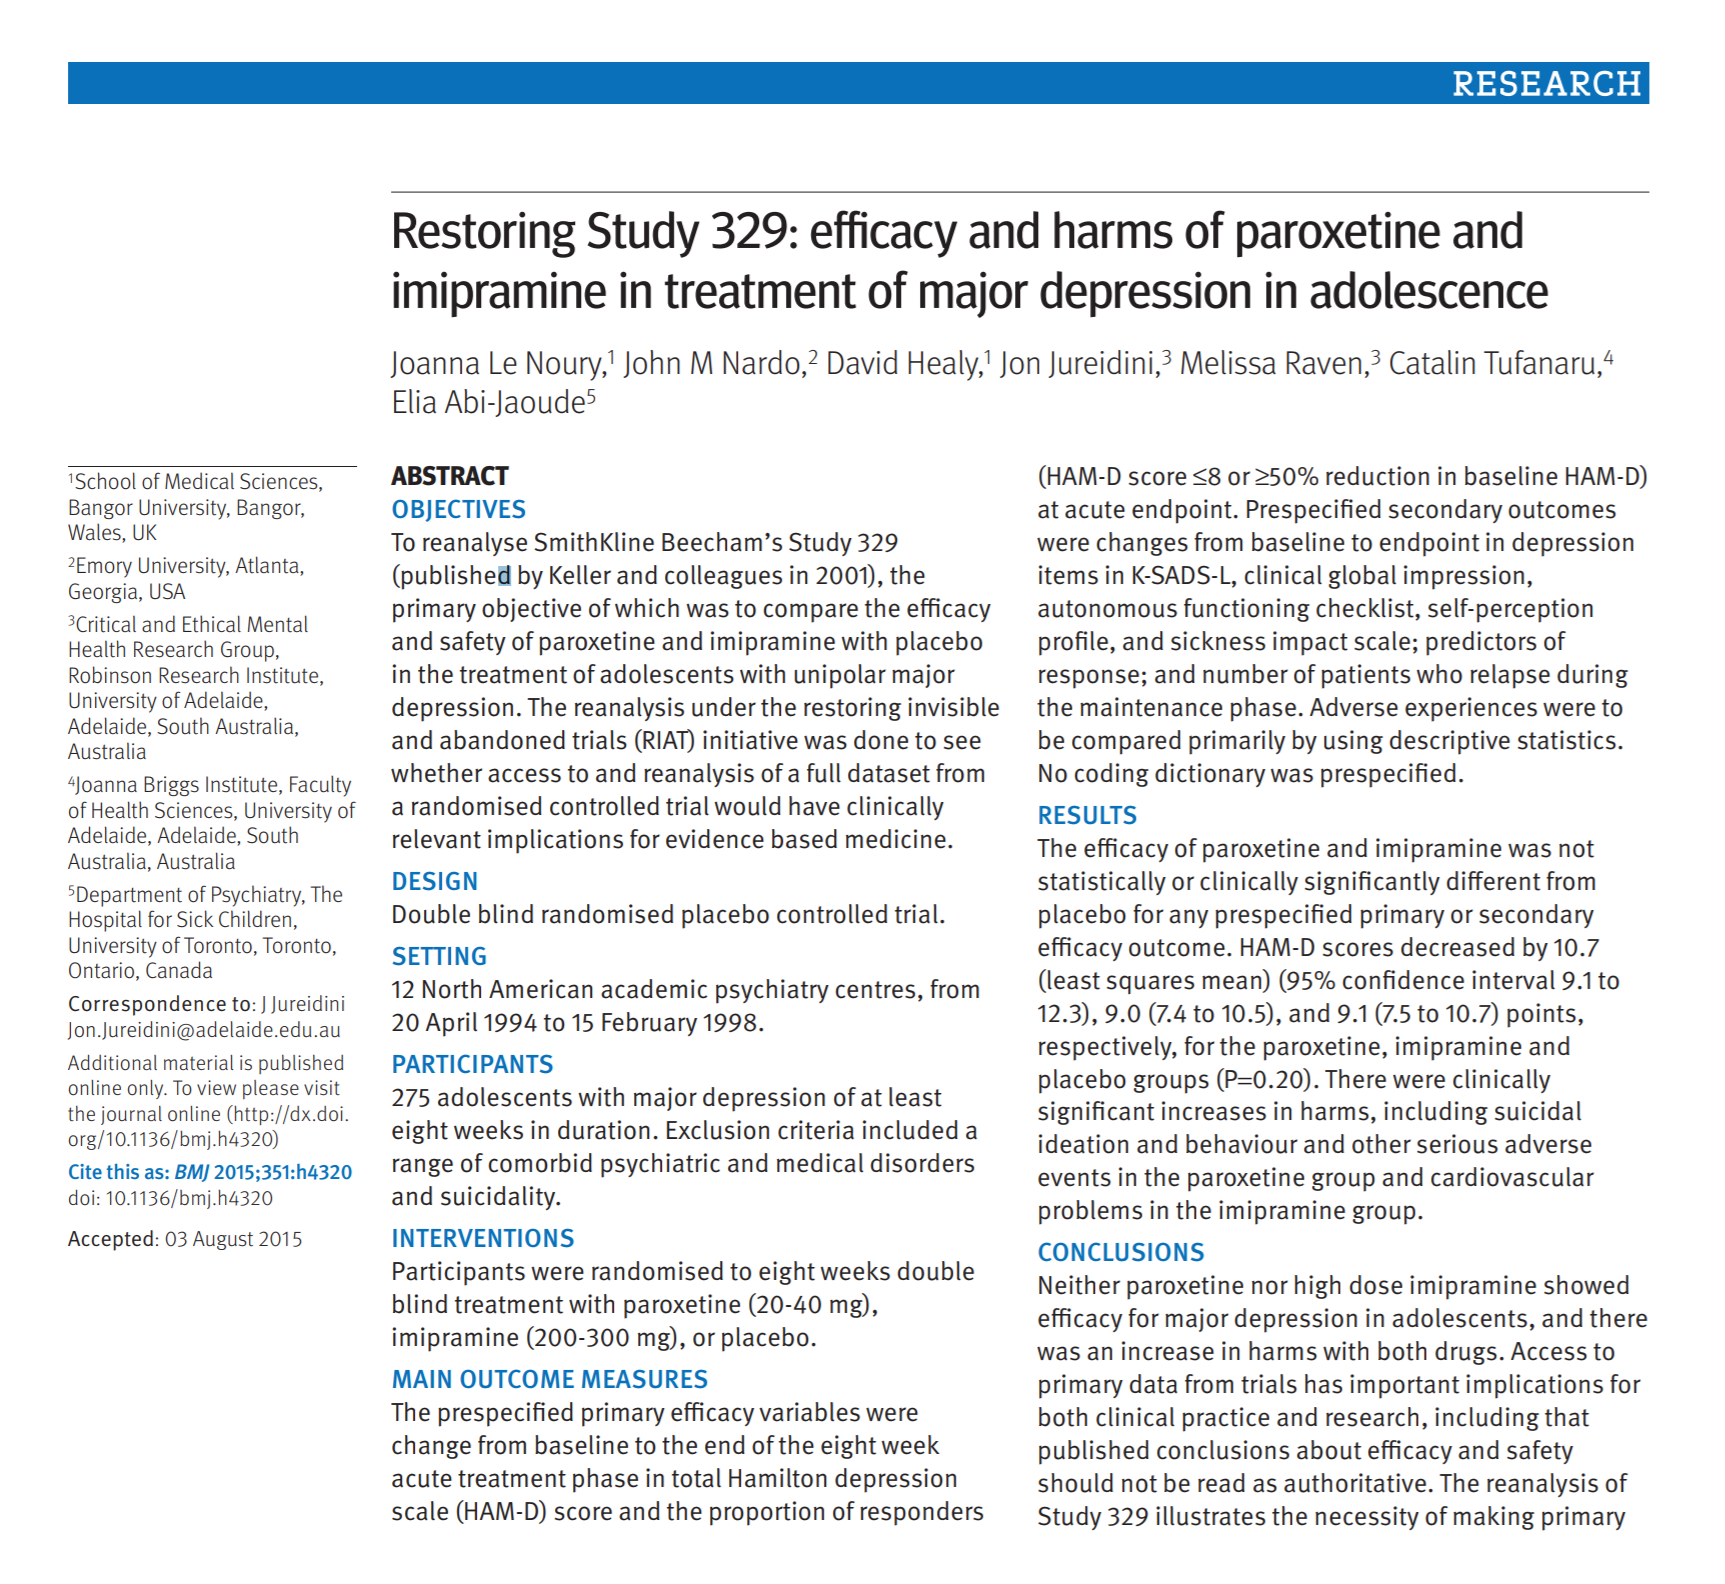 RESEARCH
Restoring Study 329: efficacy and harms of paroxetine and
imipramine in treatment of major depression in adolescence
Joanna Le Noury,1 John M Nardo,2 David Healy,1 Jon Jureidini,3 Melissa Raven,3 Catalin Tufanaru,4
Elia Abi-Jaoude5
1School of Medical Sciences,
Bangor University, Bangor,
Wales, UK
2Emory University, Atlanta,
Georgia, USA
3Critical and Ethical Mental
Health Research Group,
Robinson Research Institute,
University of Adelaide,
Adelaide, South Australia,
Australia
4Joanna Briggs Institute, Faculty
of Health Sciences, University of
Adelaide, Adelaide, South
Australia, Australia
5Department of Psychiatry, The
Hospital for Sick Children,
University of Toronto, Toronto,
Ontario, Canada
Correspondence to: J Jureidini
Jon.Jureidini@adelaide.edu.au
Additional material is published
online only. To view please visit
the journal online (http://dx.doi.
org/10.1136/bmj.h4320)
Cite this as: BMJ 2015;351:h4320
doi: 10.1136/bmj.h4320
Accepted: 03 August 2015
ABSTRACT
OBJECTIVES
To reanalyse SmithKline Beecham's Study 329
(published by Keller and colleagues in 2001), the
primary objective of which was to compare the efficacy
and safety of paroxetine and imipramine with placebo
in the treatment of adolescents with unipolar major
depression. The reanalysis under the restoring invisible
and abandoned trials (RIAT) initiative was done to see
whether access to and reanalysis of a full dataset from
a randomised controlled trial would have clinically
relevant implications for evidence based medicine.
DESIGN
Double blind randomised placebo controlled trial.
SETTING
12 North American academic psychiatry centres, from
20 April 1994 to 15 February 1998.
PARTICIPANTS
275 adolescents with major depression of at least
eight weeks in duration. Exclusion criteria included a
range of comorbid psychiatric and medical disorders
and suicidality.
INTERVENTIONS
Participants were randomised to eight weeks double
blind treatment with paroxetine (20-40 mg),
imipramine (200-300 mg), or placebo.
MAIN OUTCOME MEASURES
The prespecified primary efficacy variables were
change from baseline to the end of the eight week
acute treatment phase in total Hamilton depression
scale (HAM-D) score and the proportion of responders
(HAM-D score ≤8 or ≥50% reduction in baseline HAM-D)
at acute endpoint. Prespecified secondary outcomes
were changes from baseline to endpoint in depression
items in K-SADS-L, clinical global impression,
autonomous functioning checklist, self-perception
profile, and sickness impact scale; predictors of
response; and number of patients who relapse during
the maintenance phase. Adverse experiences were to
be compared primarily by using descriptive statistics.
No coding dictionary was prespecified.
RESULTS
The efficacy of paroxetine and imipramine was not
statistically or clinically significantly different from
placebo for any prespecified primary or secondary
efficacy outcome. HAM-D scores decreased by 10.7
(least squares mean) (95% confidence interval 9.1 to
12.3), 9.0 (7.4 to 10.5), and 9.1 (7.5 to 10.7) points,
respectively, for the paroxetine, imipramine and
placebo groups (P=0.20). There were clinically
significant increases in harms, including suicidal
ideation and behaviour and other serious adverse
events in the paroxetine group and cardiovascular
problems in the imipramine group.
CONCLUSIONS
Neither paroxetine nor high dose imipramine showed
efficacy for major depression in adolescents, and there
was an increase in harms with both drugs. Access to
primary data from trials has important implications for
both clinical practice and research, including that
published conclusions about efficacy and safety
should not be read as authoritative. The reanalysis of
Study 329 illustrates the necessity of making primary